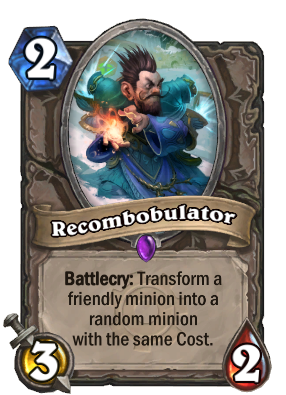 2
Recombobulator
Battlecry: Transform a
friendly minion into a
random minion
with the same Cost.
3
2